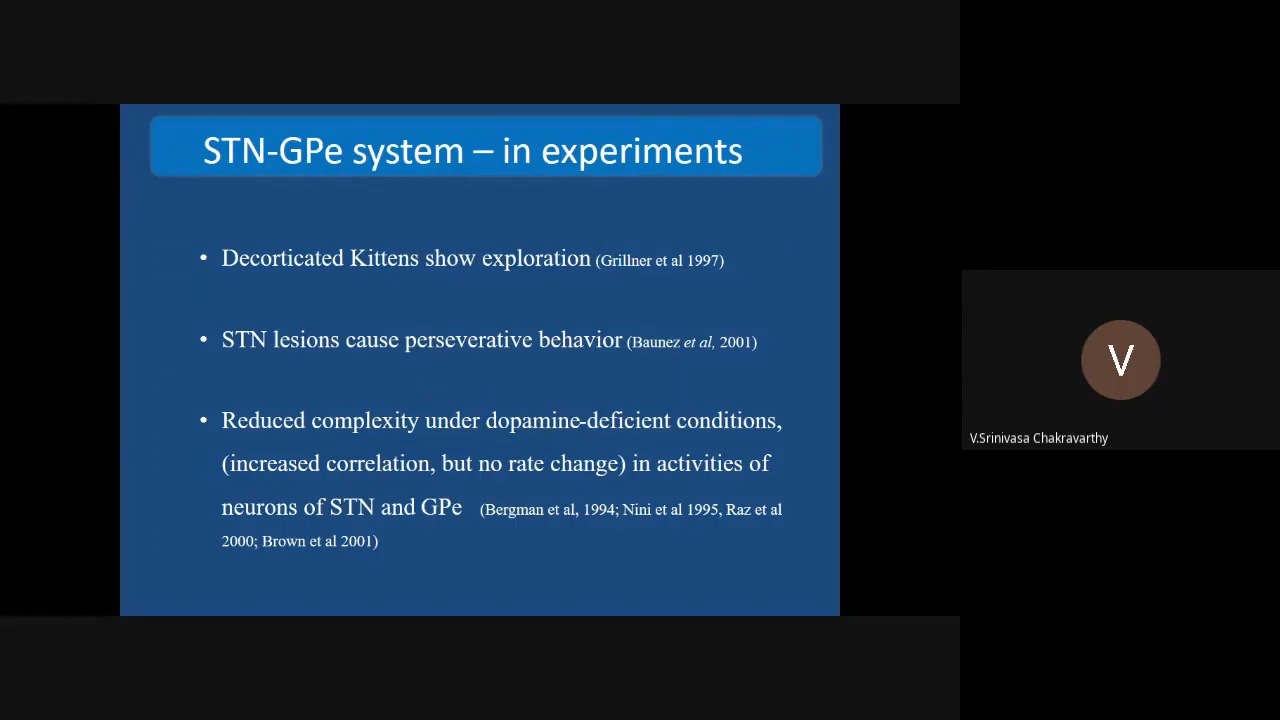 STN-GPe system – in experiments
• Decorticated Kittens show exploration (Grillner et al 1997)
• STN lesions cause perseverative behavior (Baunez et al, 2001)
• Reduced complexity under dopamine-deficient conditions,
(increased correlation, but no rate change) in activities of
neurons of STN and GPe (Bergman et al, 1994; Nini et al 1995, Raz et al
2000; Brown et al 2001)
V
V.Srinivasa Chakravarthy